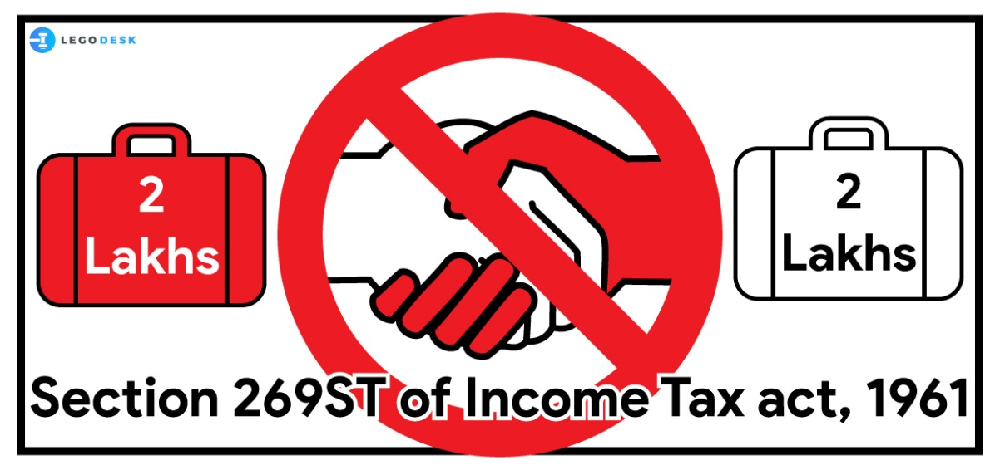 LEGODESK
2
Lakhs
2
Lakhs
Section 269ST of Income Tax act, 1961